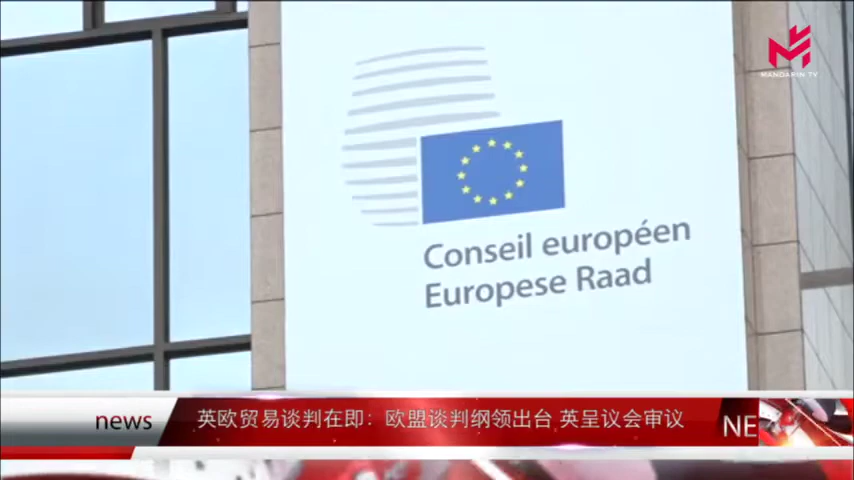 MANDARIN TV
Conseil européen
Europese Raad
news
英欧贸易谈判在即：欧盟谈判纲领出台 英呈议会审议
NE